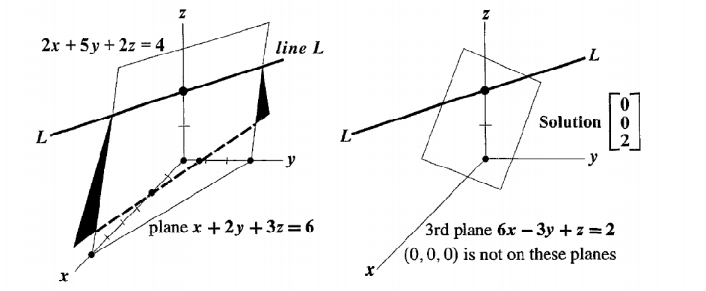 z
2x + 5y + 2z = 4
line L
L
y
plane x + 2y + 3z = 6
x
z
L
Solution [0 0 2]
L
y
3rd plane 6x − 3y + z = 2
(0, 0, 0) is not on these planes
x